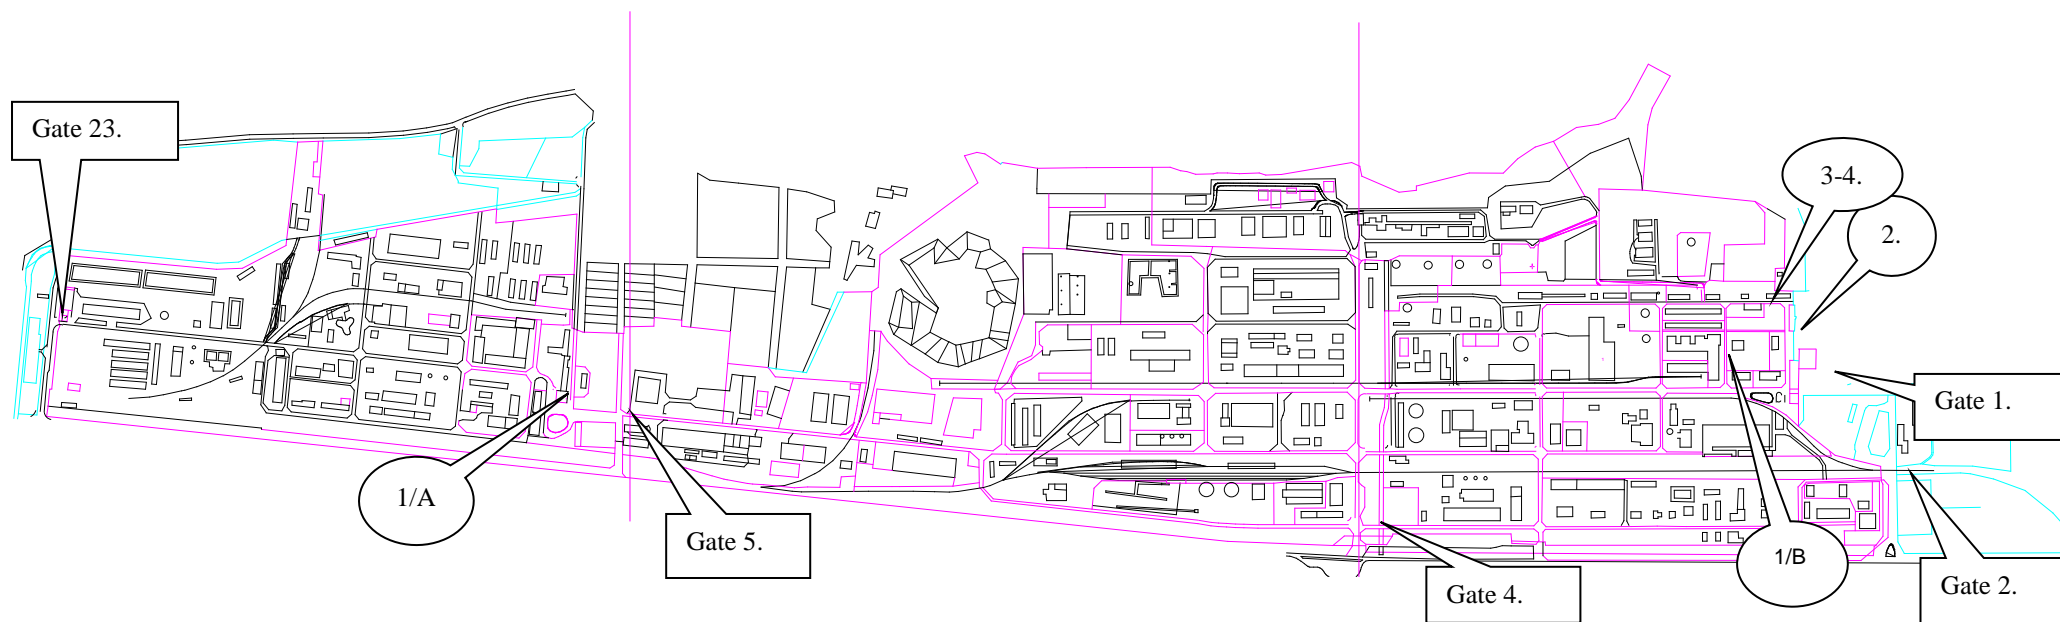 Gate 23.
3-4.
2.
Gate 1.
1/A
Gate 5.
1/B
Gate 4.
Gate 2.